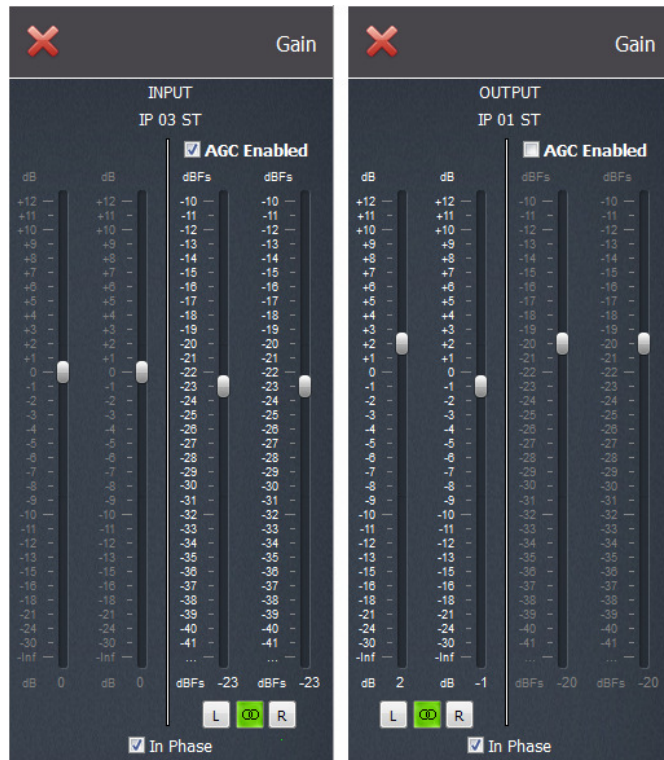 Gain
INPUT
IP 03 ST
AGC Enabled
dB dB dBFs dBFs
+12 +12 -10 -10
+11 +11 -11 -11
+10 +10 -12 -12
+9 +9 -13 -13
+8 +8 -14 -14
+7 +7 -15 -15
+6 +6 -16 -16
+5 +5 -17 -17
+4 +4 -18 -18
+3 +3 -19 -19
+2 +2 -20 -20
+1 +1 -21 -21
0 0 -22 -22
-1 -1 -23 -23
-2 -2 -24 -24
-3 -3 -25 -25
-4 -4 -26 -26
-5 -5 -27 -27
-6 -6 -28 -28
-7 -7 -29 -29
-8 -8 -30 -30
-9 -9 -31 -31
-10 -10 -32 -32
-11 -11 -33 -33
-12 -12 -34 -34
-13 -13 -35 -35
-15 -15 -36 -36
-16 -16 -37 -37
-18 -18 -38 -38
-21 -21 -39 -39
-24 -24 -40 -40
-30 -30 -41 -41
-Inf -Inf ... ...
dB 0 dB 0 dBFs -23 dBFs -23
L R
In Phase
Gain
OUTPUT
IP 01 ST
AGC Enabled
dB dB dBFs dBFs
+12 +12 -10 -10
+11 +11 -11 -11
+10 +10 -12 -12
+9 +9 -13 -13
+8 +8 -14 -14
+7 +7 -15 -15
+6 +6 -16 -16
+5 +5 -17 -17
+4 +4 -18 -18
+3 +3 -19 -19
+2 +2 -20 -20
+1 +1 -21 -21
0 0 -22 -22
-1 -1 -23 -23
-2 -2 -24 -24
-3 -3 -25 -25
-4 -4 -26 -26
-5 -5 -27 -27
-6 -6 -28 -28
-7 -7 -29 -29
-8 -8 -30 -30
-9 -9 -31 -31
-10 -10 -32 -32
-11 -11 -33 -33
-12 -12 -34 -34
-13 -13 -35 -35
-15 -15 -36 -36
-16 -16 -37 -37
-18 -18 -38 -38
-21 -21 -39 -39
-24 -24 -40 -40
-30 -30 -41 -41
-Inf -Inf ... ...
dB 2 dB -1 dBFs -20 dBFs -20
L R
In Phase